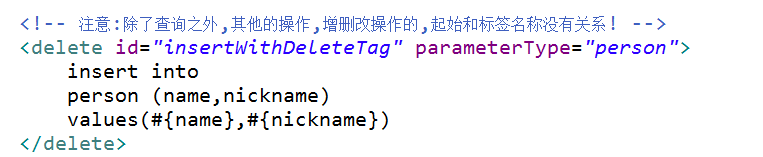 <!-- 注意:除了查询之外,其他的操作,增删改操作的,起始和标签名称没有关系! -->
<delete id="insertWithDeleteTag" parameterType="person">
insert into
person (name,nickname)
values(#{name},#{nickname})
</delete>